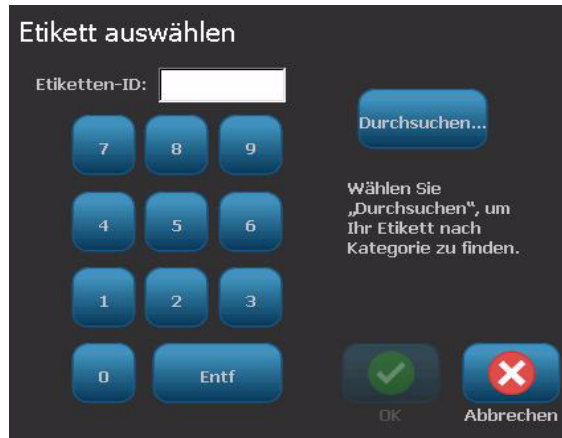 Etikett auswählen
Etiketten-ID:
7 8 9
4 5 6
1 2 3
0 Entf
Durchsuchen...
Wählen Sie
„Durchsuchen", um
Ihr Etikett nach
Kategorie zu finden.
OK Abbrechen